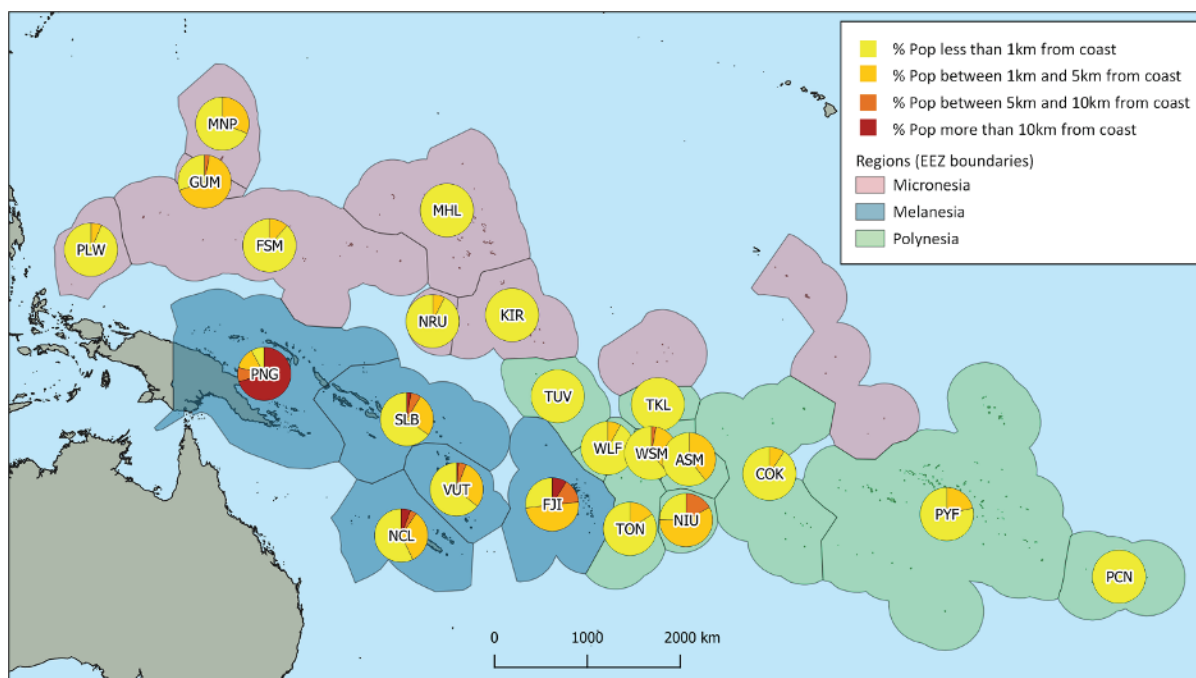 % Pop less than 1km from coast
% Pop between 1km and 5km from coast
% Pop between 5km and 10km from coast
% Pop more than 10km from coast
Regions (EEZ boundaries)
Micronesia
Melanesia
Polynesia
MNP
GUM
MHL
PLW
FSM
NRU
KIR
PNG
TUV
TKL
SLB
WLF
WSM
ASM
COK
VUT
FJI
NCL
TON
NIU
PYF
PCN
0
1000
2000 km